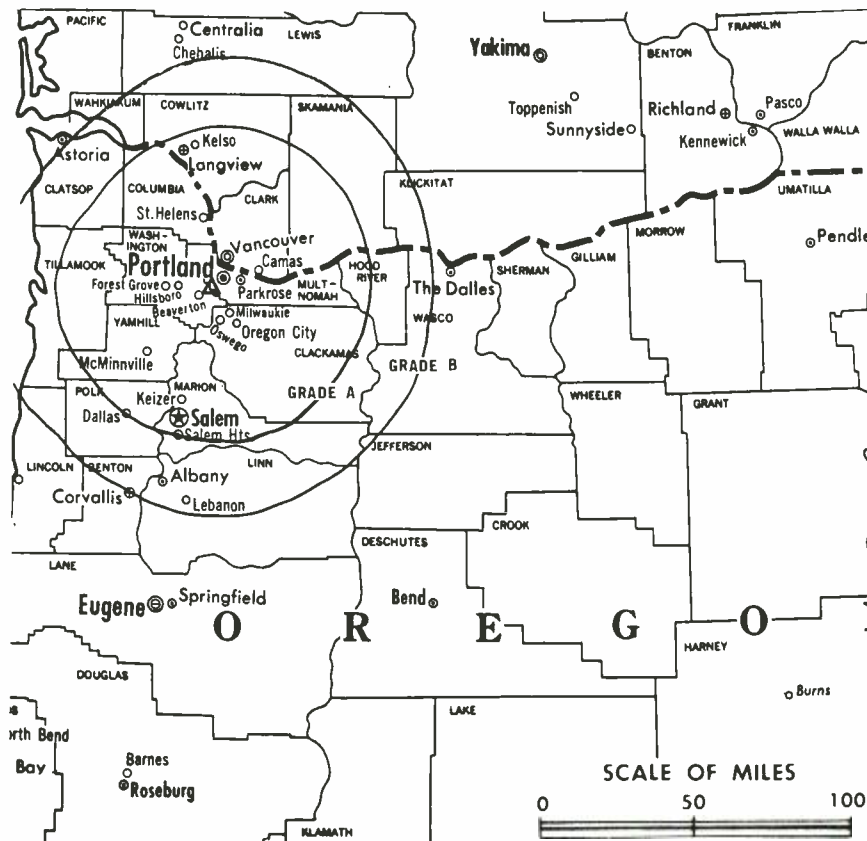 PACIFIC
Centralia
Chehalis
LEWIS
Yakima
BENTON
FRANKLIN
WAHKIAKUM
COWLITZ
SKAMANIA
Toppenish
Sunnyside
Richland
Pasco
Kennewick
WALLA WALLA
Astoria
Kelso
Longview
CLATSOP
COLUMBIA
CLARK
KLICKITAT
UMATILLA
St. Helens
MORROW
WASH-
INGTON
Vancouver
Camas
GILLIAM
Pendle
TILLAMOOK
Portland
HOOD
RIVER
SHERMAN
The Dalles
Forest Grove
Hillsboro
Beaverton
Parkrose
MULT-
NOMAH
YAMHILL
Milwaukie
Oswego
Oregon City
WASCO
McMinnville
CLACKAMAS
GRADE B
GRADE A
POLK
MARION
Keizer
WHEELER
GRANT
Dallas
Salem
Salem Hts.
JEFFERSON
LINCOLN
BENTON
LINN
Albany
Corvallis
Lebanon
CROOK
DESCHUTES
LANE
Eugene
Springfield
Bend
O R E G O
HARNEY
DOUGLAS
Burns
LAKE
orth Bend
Bay
Barnes
Roseburg
KLAMATH
SCALE OF MILES
0 50 100